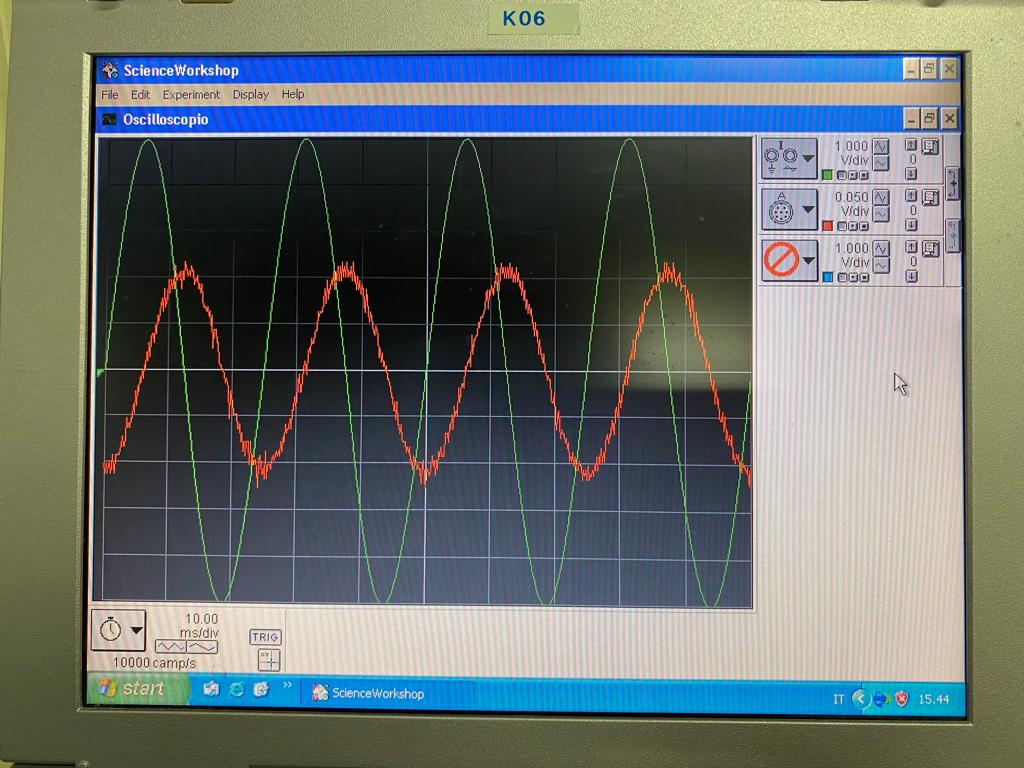 K06
ScienceWorkshop
File Edit Experiment Display Help
Oscilloscopio
1.000
V/div
0
A
0.050
V/div
0
1.000
V/div
0
10.00
ms/div
TRIG
XY
10000 camp/s
start
ScienceWorkshop
IT
15.44